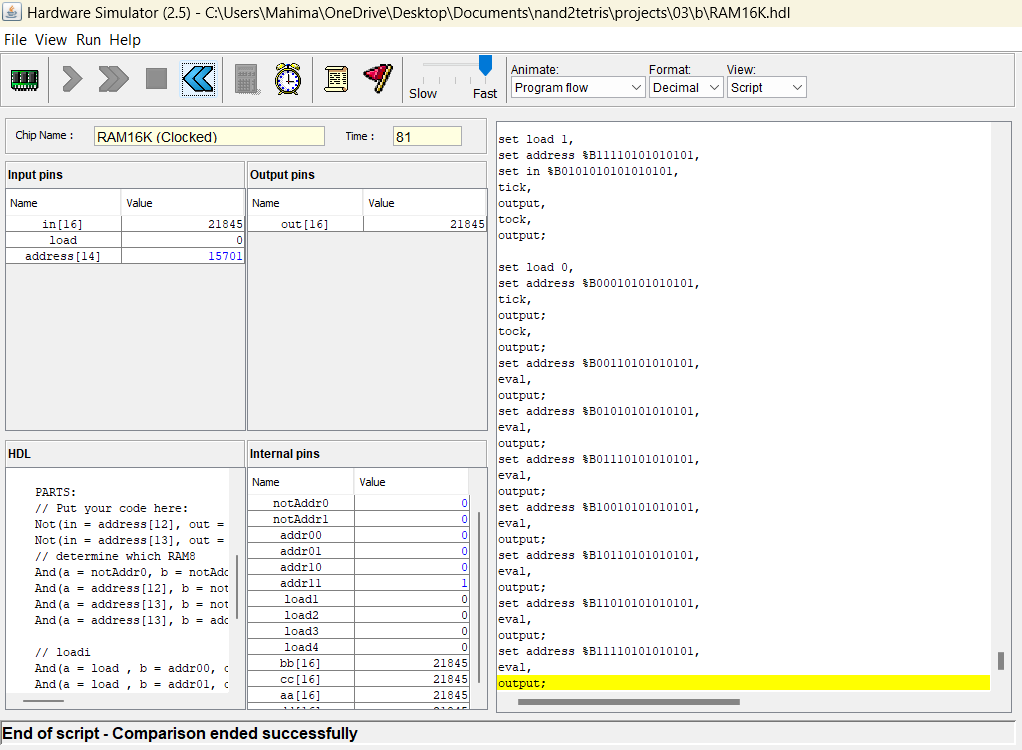 Hardware Simulator (2.5) - C:\Users\Mahima\OneDrive\Desktop\Documents\nand2tetris\projects\03\b\RAM16K.hdl
File View Run Help
Slow Fast
Animate: Format: View:
Program flow Decimal Script
Chip Name : RAM16K (Clocked) Time : 81
Input pins
Name Value
in[16] 21845
load 0
address[14] 15701
Output pins
Name Value
out[16] 21845
HDL
PARTS:
// Put your code here:
Not(in = address[12], out =
Not(in = address[13], out =
// determine which RAM8
And(a = notAddr0, b = notAdd
And(a = address[12], b = not
And(a = address[13], b = not
And(a = address[13], b = add
// loadi
And(a = load , b = addr00, o
And(a = load , b = addr01, o
Internal pins
Name Value
notAddr0 0
notAddr1 0
addr00 0
addr01 0
addr10 0
addr11 1
load1 0
load2 0
load3 0
load4 0
bb[16] 21845
cc[16] 21845
aa[16] 21845
set load 1,
set address %B11110101010101,
set in %B0101010101010101,
tick,
output,
tock,
output;
set load 0,
set address %B00010101010101,
tick,
output;
tock,
output;
set address %B00110101010101,
eval,
output;
set address %B01010101010101,
eval,
output;
set address %B01110101010101,
eval,
output;
set address %B10010101010101,
eval,
output;
set address %B10110101010101,
eval,
output;
set address %B11010101010101,
eval,
output;
set address %B11110101010101,
eval,
output;
End of script - Comparison ended successfully